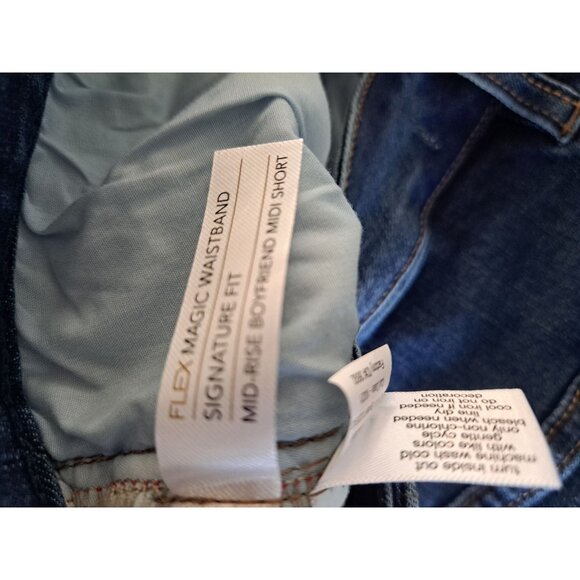 FLEX MAGIC WAISTBAND
SIGNATURE FIT
MID-RISE BOYFRIEND MIDI SHORT
turn inside out
machine wash cold
with like colors
gentle cycle
only non-chlorine
bleach when needed
line dry
cool iron if needed
do not iron on
decoration